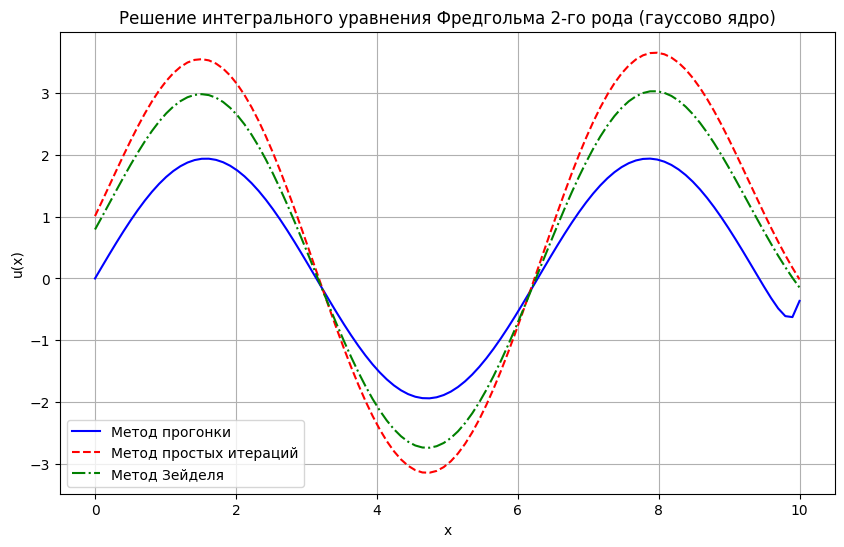 Решение интегрального уравнения Фредгольма 2-го рода (гауссово ядро)
u(x)
3
2
1
0
−1
−2
−3
Метод прогонки
Метод простых итераций
Метод Зейделя
0 2 4 6 8 10
x